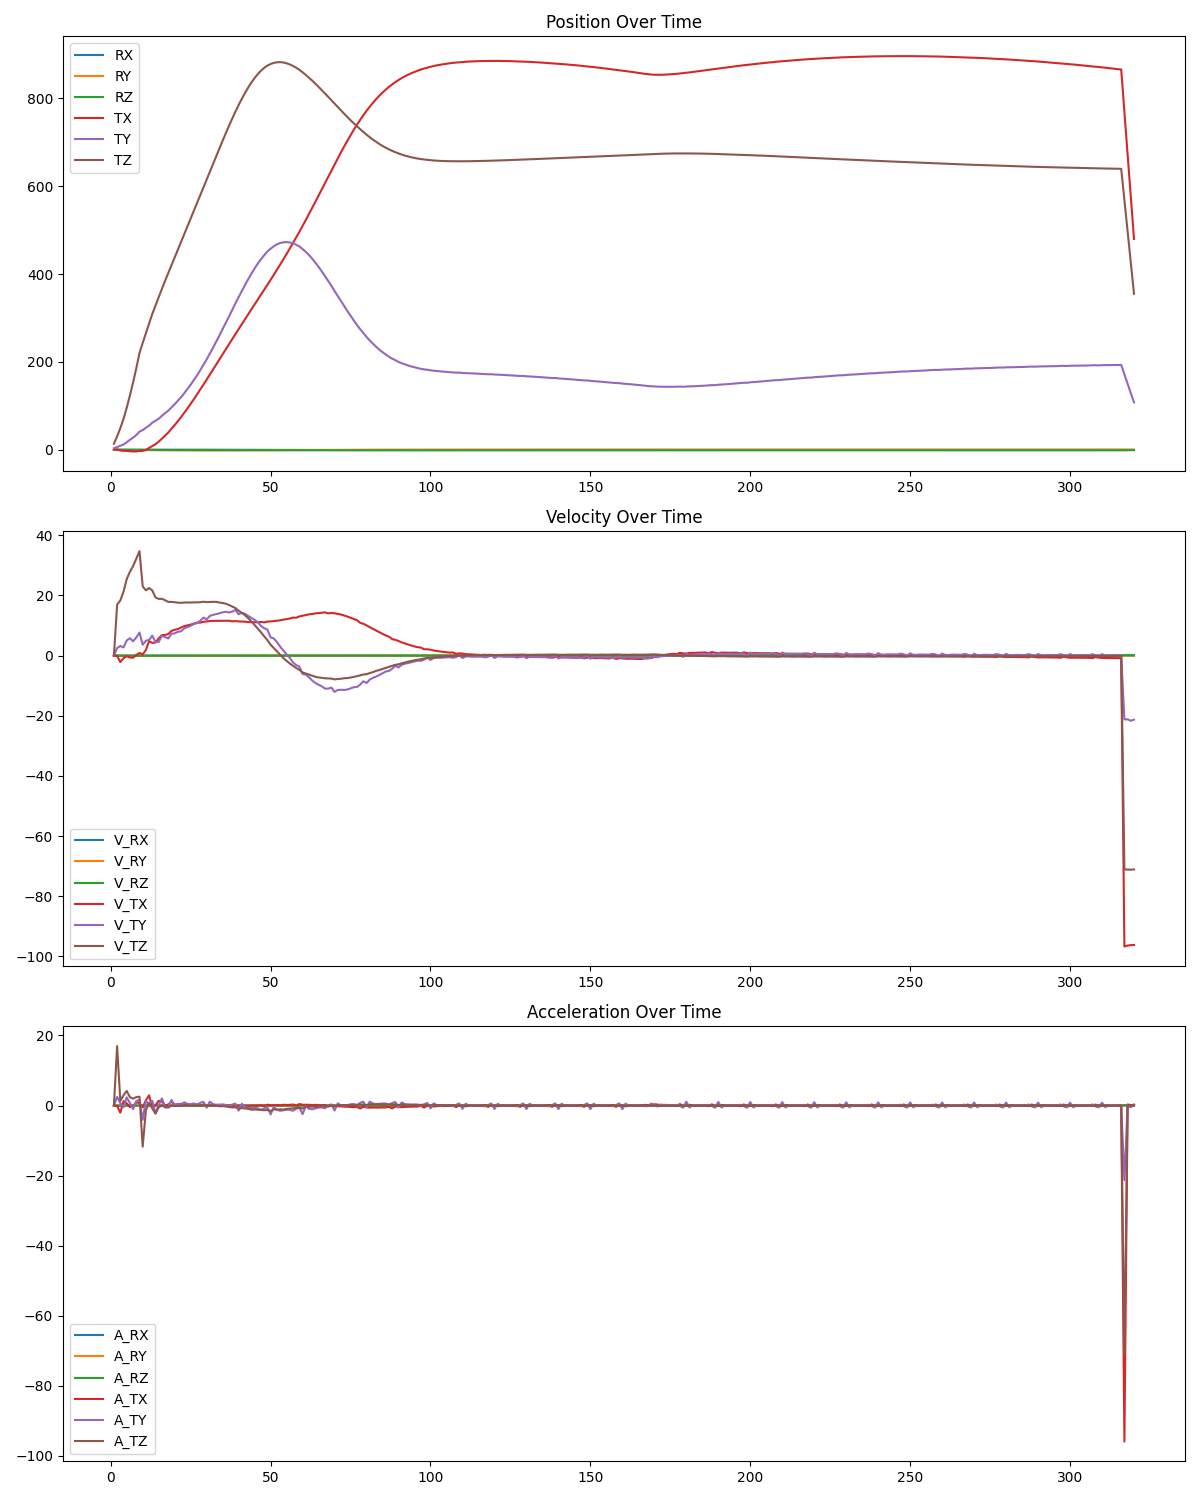 Position Over Time
RX
RY
RZ
TX
TY
TZ
800
600
400
200
0
0 50 100 150 200 250 300
Velocity Over Time
40
20
0
−20
−40
−60
−80
−100
V_RX
V_RY
V_RZ
V_TX
V_TY
V_TZ
0 50 100 150 200 250 300
Acceleration Over Time
20
0
−20
−40
−60
−80
−100
A_RX
A_RY
A_RZ
A_TX
A_TY
A_TZ
0 50 100 150 200 250 300